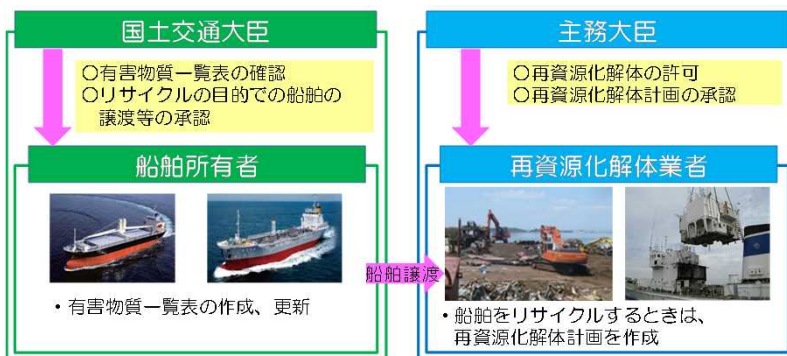 国土交通大臣
〇有害物質一覧表の確認
〇リサイクルの目的での船舶の
譲渡等の承認
船舶所有者
・有害物質一覧表の作成、更新
船舶譲渡
主務大臣
〇再資源化解体の許可
〇再資源化解体計画の承認
再資源化解体業者
・船舶をリサイクルするときは、
再資源化解体計画を作成